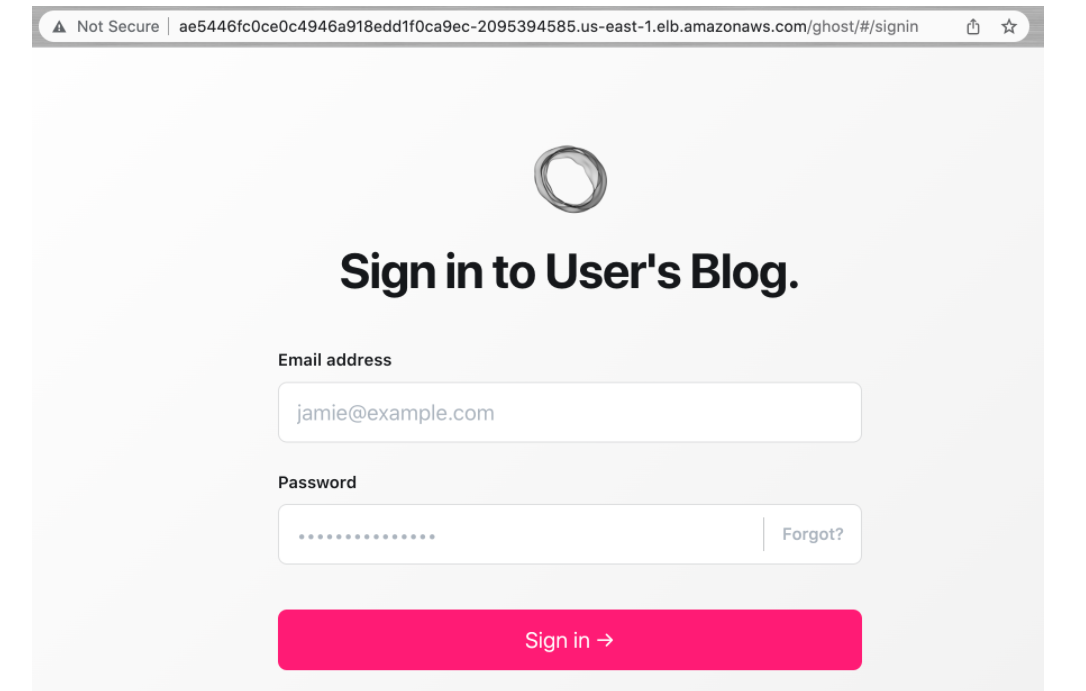 Not Secure | ae5446fc0ce0c4946a918edd1f0ca9ec-2095394585.us-east-1.elb.amazonaws.com/ghost/#/signin
Sign in to User's Blog.
Email address
jamie@example.com
Password
•••••••••••••••
Forgot?
Sign in →